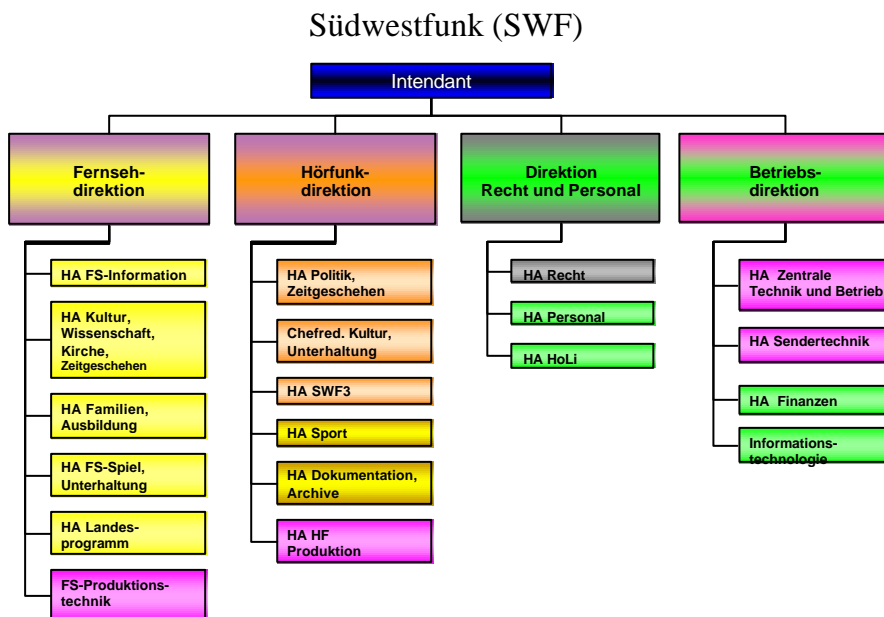 Südwestfunk (SWF)
Intendant
Fernseh-
direktion
Hörfunk-
direktion
Direktion
Recht und Personal
Betriebs-
direktion
HA FS-Information
HA Kultur,
Wissenschaft,
Kirche,
Zeitgeschehen
HA Familien,
Ausbildung
HA FS-Spiel,
Unterhaltung
HA Landes-
programm
FS-Produktions-
technik
HA Politik,
Zeitgeschehen
Chefred. Kultur,
Unterhaltung
HA SWF3
HA Sport
HA Dokumentation,
Archive
HA HF
Produktion
HA Recht
HA Personal
HA HoLi
HA Zentrale
Technik und Betrieb
HA Sendertechnik
HA Finanzen
Informations-
technologie